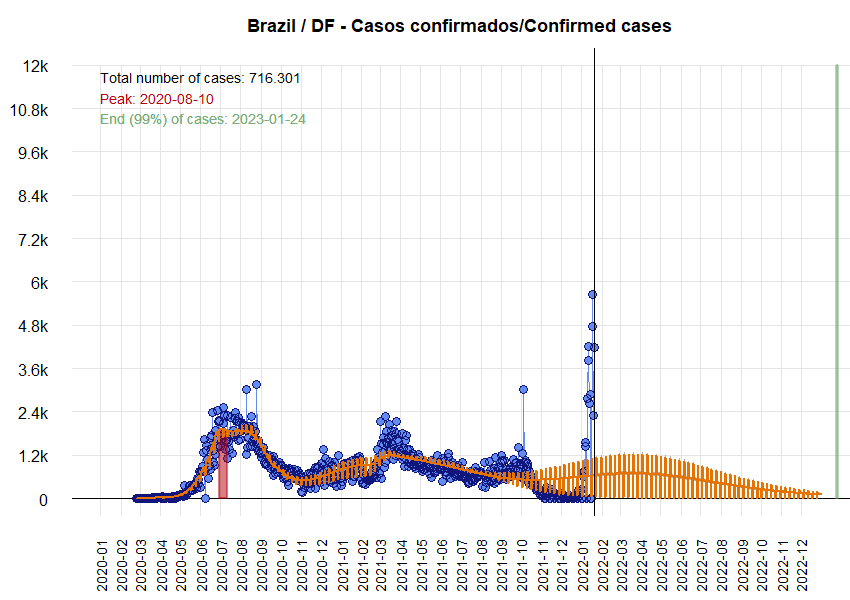 Brazil / DF - Casos confirmados/Confirmed cases
Total number of cases: 716.301
Peak: 2020-08-10
End (99%) of cases: 2023-01-24
12k
10.8k
9.6k
8.4k
7.2k
6k
4.8k
3.6k
2.4k
1.2k
0
2020-01
2020-02
2020-03
2020-04
2020-05
2020-06
2020-07
2020-08
2020-09
2020-10
2020-11
2020-12
2021-01
2021-02
2021-03
2021-04
2021-05
2021-06
2021-07
2021-08
2021-09
2021-10
2021-11
2021-12
2022-01
2022-02
2022-03
2022-04
2022-05
2022-06
2022-07
2022-08
2022-09
2022-10
2022-11
2022-12